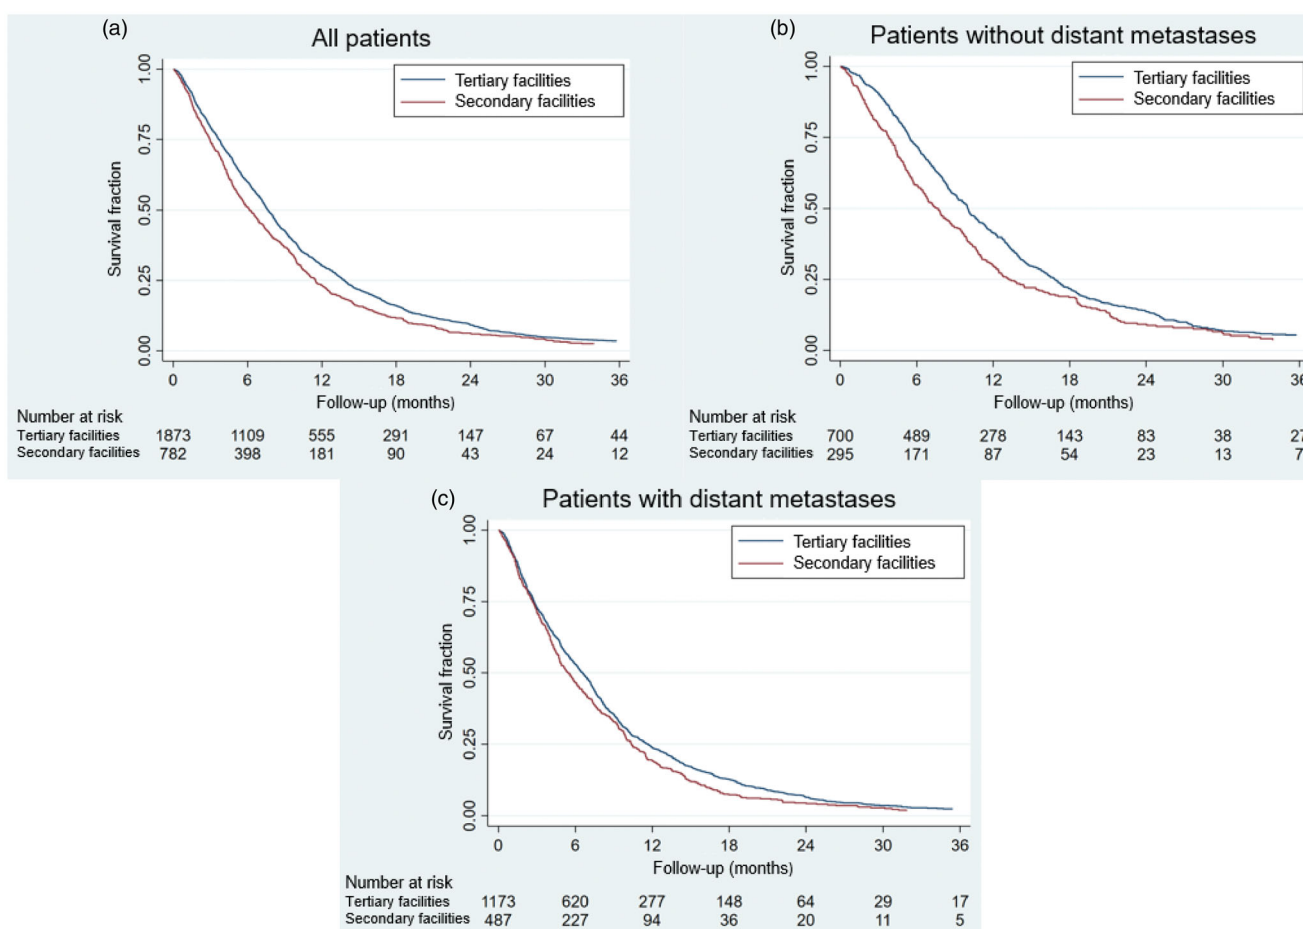 (a)
All patients
Tertiary facilities
Secondary facilities
Survival fraction
1.00
0.75
0.50
0.25
0.00
0 6 12 18 24 30 36
Follow-up (months)
Number at risk
Tertiary facilities 1873 1109 555 291 147 67 44
Secondary facilities 782 398 181 90 43 24 12
(b)
Patients without distant metastases
Tertiary facilities
Secondary facilities
Survival fraction
1.00
0.75
0.50
0.25
0.00
0 6 12 18 24 30 36
Follow-up (months)
Number at risk
Tertiary facilities 700 489 278 143 83 38 27
Secondary facilities 295 171 87 54 23 13 7
(c)
Patients with distant metastases
Tertiary facilities
Secondary facilities
Survival fraction
1.00
0.75
0.50
0.25
0.00
0 6 12 18 24 30 36
Follow-up (months)
Number at risk
Tertiary facilities 1173 620 277 148 64 29 17
Secondary facilities 487 227 94 36 20 11 5